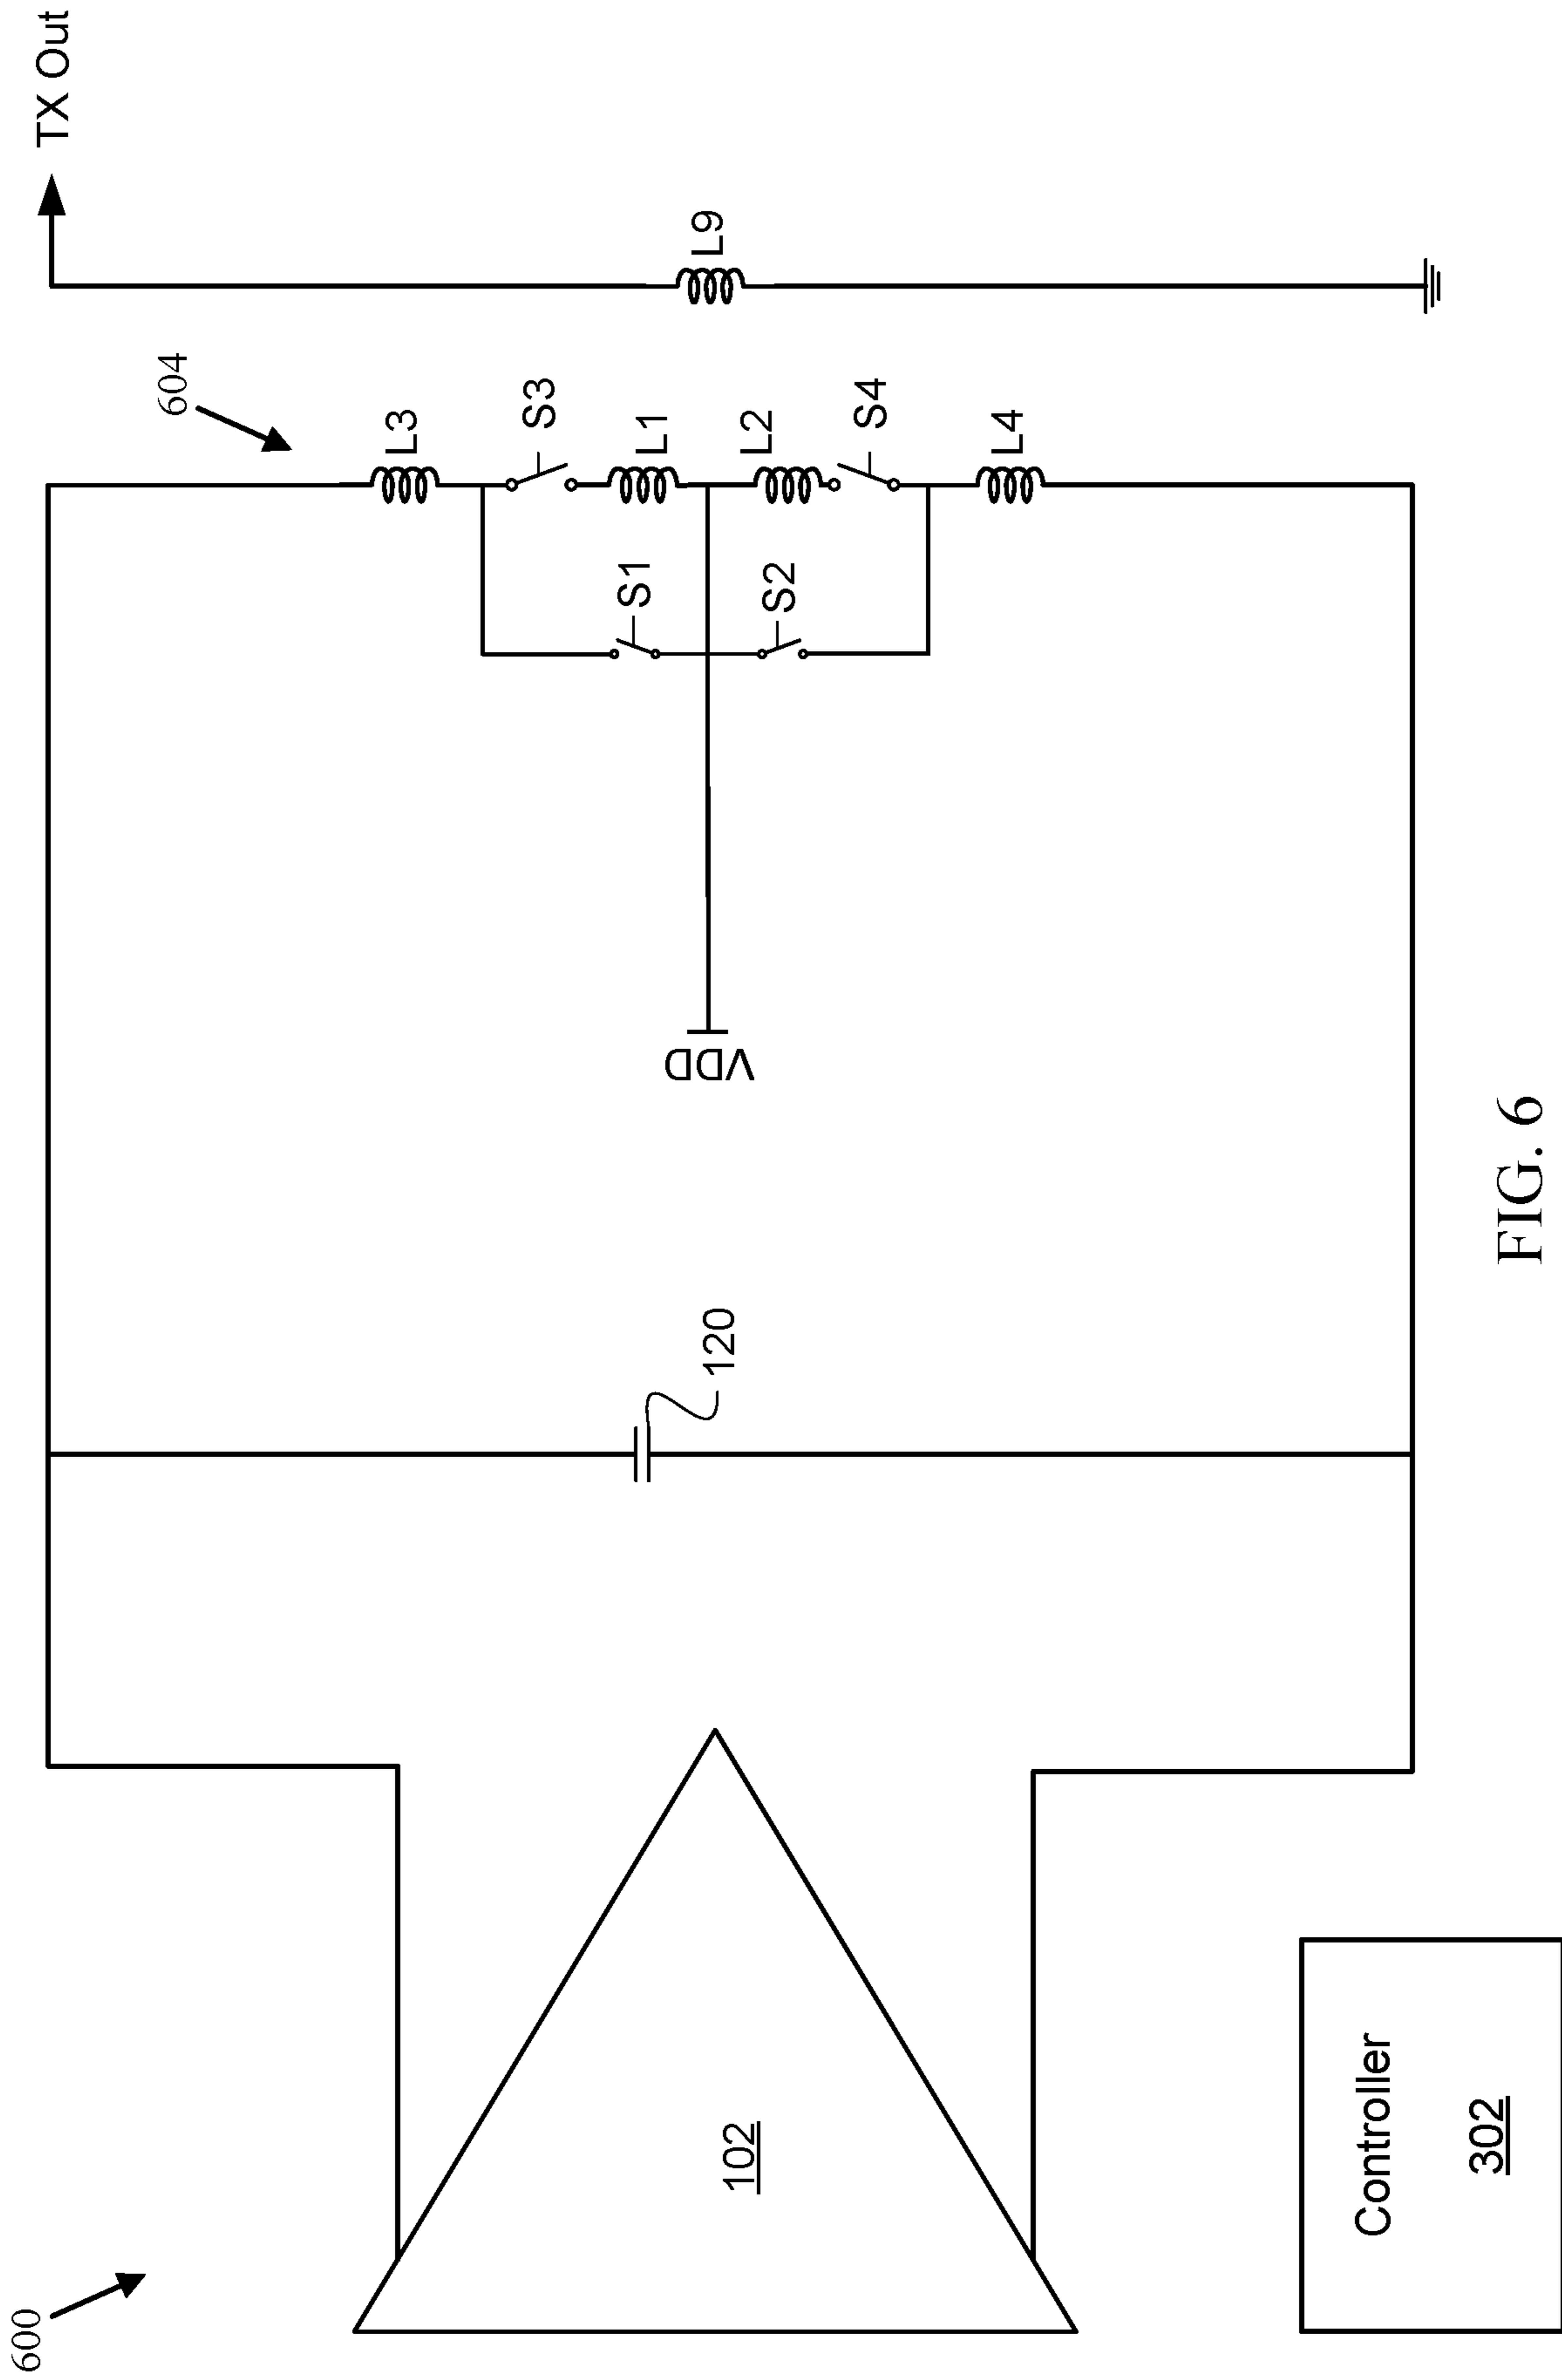 600
604
TX Out
L3
S3
S1
L1
L9
VDD
L2
S2
S4
L4
120
102
Controller
302
FIG. 6